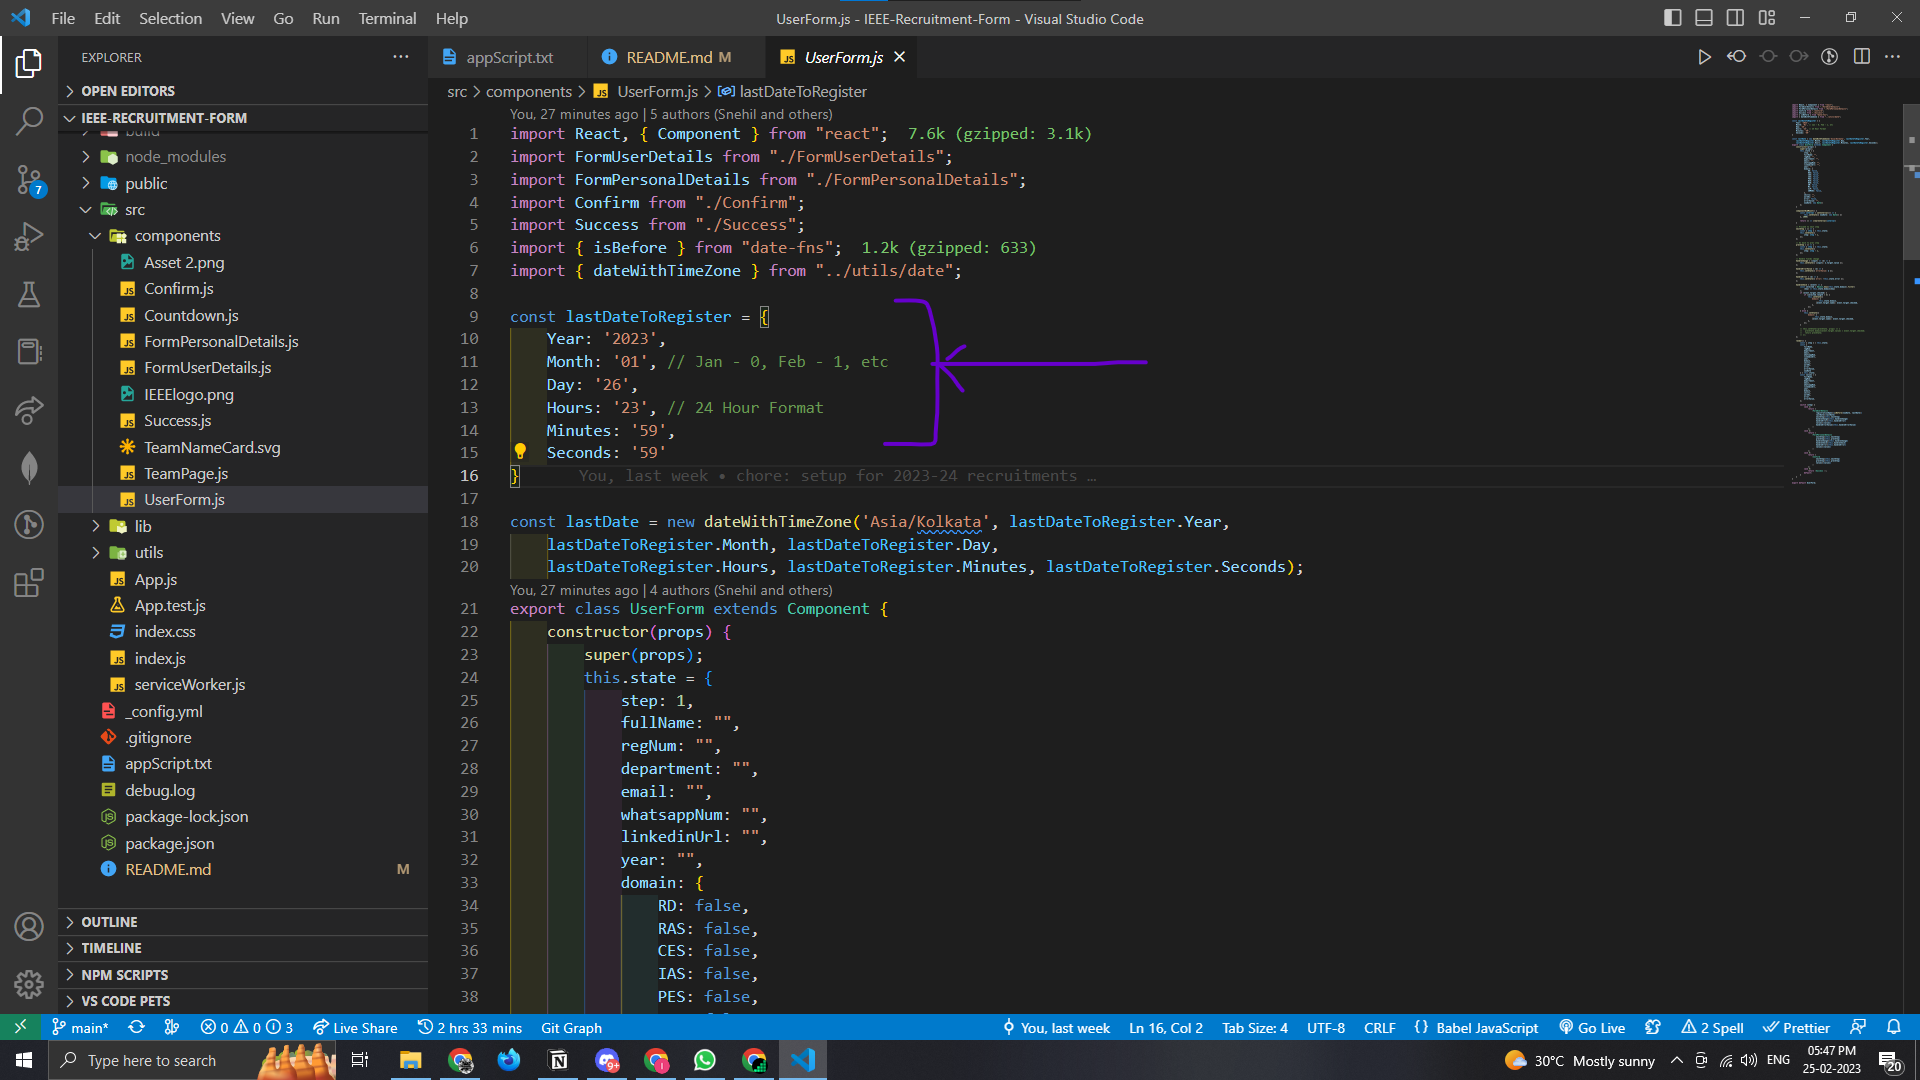 File Edit Selection View Go Run Terminal Help
UserForm.js - IEEE-Recruitment-Form - Visual Studio Code
EXPLORER
OPEN EDITORS
IEEE-RECRUITMENT-FORM
build
node_modules
public
src
components
Asset 2.png
Confirm.js
Countdown.js
FormPersonalDetails.js
FormUserDetails.js
IEEElogo.png
Success.js
TeamNameCard.svg
TeamPage.js
UserForm.js
lib
utils
App.js
App.test.js
index.css
index.js
serviceWorker.js
_config.yml
.gitignore
appScript.txt
debug.log
package-lock.json
package.json
README.md M
OUTLINE
TIMELINE
NPM SCRIPTS
VS CODE PETS
7
appScript.txt README.md M UserForm.js
src > components > UserForm.js > lastDateToRegister
You, 27 minutes ago | 5 authors (Snehil and others)
1 import React, { Component } from "react"; 7.6k (gzipped: 3.1k)
2 import FormUserDetails from "./FormUserDetails";
3 import FormPersonalDetails from "./FormPersonalDetails";
4 import Confirm from "./Confirm";
5 import Success from "./Success";
6 import { isBefore } from "date-fns"; 1.2k (gzipped: 633)
7 import { dateWithTimeZone } from "../utils/date";
8
9 const lastDateToRegister = {
10 Year: '2023',
11 Month: '01', // Jan - 0, Feb - 1, etc
12 Day: '26',
13 Hours: '23', // 24 Hour Format
14 Minutes: '59',
15 Seconds: '59'
16 } You, last week • chore: setup for 2023-24 recruitments …
17
18 const lastDate = new dateWithTimeZone('Asia/Kolkata', lastDateToRegister.Year,
19 lastDateToRegister.Month, lastDateToRegister.Day,
20 lastDateToRegister.Hours, lastDateToRegister.Minutes, lastDateToRegister.Seconds);
You, 27 minutes ago | 4 authors (Snehil and others)
21 export class UserForm extends Component {
22 constructor(props) {
23 super(props);
24 this.state = {
25 step: 1,
26 fullName: "",
27 regNum: "",
28 department: "",
29 email: "",
30 whatsappNum: "",
31 linkedinUrl: "",
32 year: "",
33 domain: {
34 RD: false,
35 RAS: false,
36 CES: false,
37 IAS: false,
38 PES: false,
main* 0 0 3 Live Share 2 hrs 33 mins Git Graph You, last week Ln 16, Col 2 Tab Size: 4 UTF-8 CRLF {} Babel JavaScript Go Live 2 Spell Prettier
Type here to search
9+
30°C Mostly sunny ENG
05:47 PM
25-02-2023
20